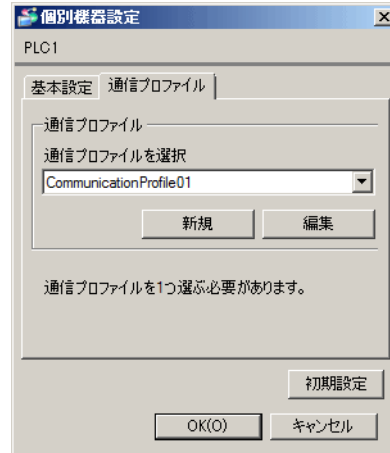 個別機器設定
PLC1
基本設定 通信プロファイル
通信プロファイル
通信プロファイルを選択
CommunicationProfile01
新規 編集
通信プロファイルを1つ選ぶ必要があります。
初期設定
OK(O) キャンセル